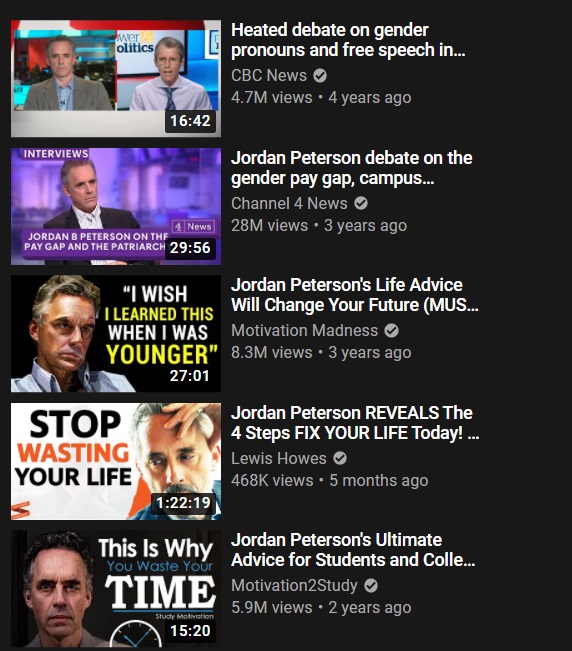 ower
olitics
16:42
Heated debate on gender
pronouns and free speech in...
CBC News
4.7M views • 4 years ago
INTERVIEWS
4 News
JORDAN B PETERSON ON THE
PAY GAP AND THE PATRIARCH
29:56
Jordan Peterson debate on the
gender pay gap, campus...
Channel 4 News
28M views • 3 years ago
"I WISH
I LEARNED THIS
WHEN I WAS
YOUNGER"
27:01
Jordan Peterson's Life Advice
Will Change Your Future (MUS...
Motivation Madness
8.3M views • 3 years ago
STOP
WASTING
YOUR LIFE
1:22:19
Jordan Peterson REVEALS The
4 Steps FIX YOUR LIFE Today! ...
Lewis Howes
468K views • 5 months ago
This Is Why
You Waste Your
TIME
Study Motivation
15:20
Jordan Peterson's Ultimate
Advice for Students and Colle...
Motivation2Study
5.9M views • 2 years ago